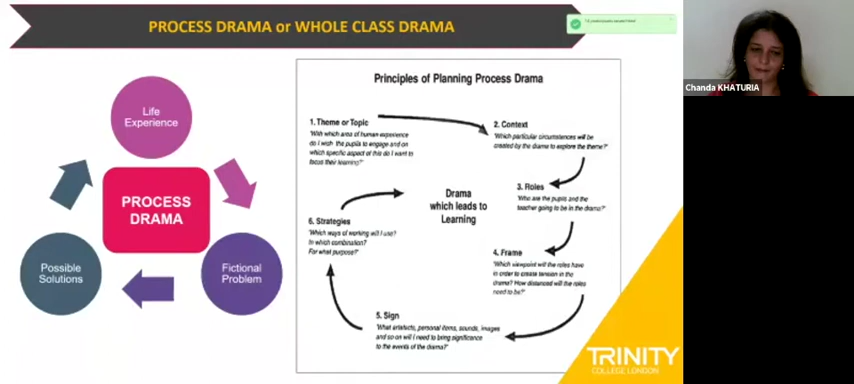 PROCESS DRAMA or WHOLE CLASS DRAMA
Chanda KHATURIA
Life
Experience
PROCESS
DRAMA
Possible
Solutions
Fictional
Problem
Principles of Planning Process Drama
1. Theme or Topic
'With which area of human experience
do I wish the pupils to engage and on
which specific aspect of this do I want to
focus their learning?'
2. Context
'Which particular circumstances will be
created by the drama to explore the theme?'
3. Roles
'Who are the pupils and the
teacher going to be in the drama?'
Drama
which leads to
Learning
4. Frame
'Which viewpoint will the roles have
in order to create tension in the
drama? How distanced will the roles
need to be?'
5. Sign
'What artefacts, personal items, sounds, images
and so on will I need to bring significance
to the events of the drama?'
6. Strategies
'Which ways of working will I use?
In which combination?
For what purpose?'
TRINITY
COLLEGE LONDON